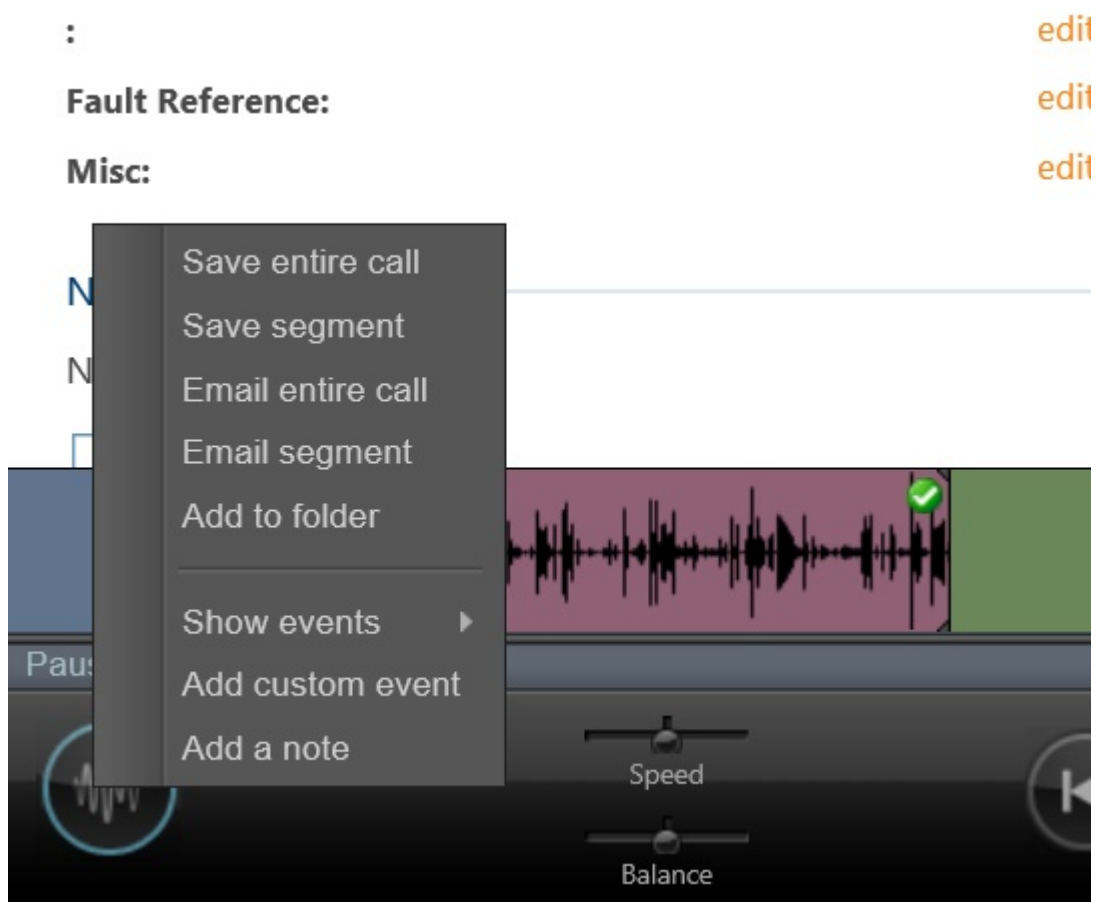 : edit
Fault Reference: edit
Misc: edit
Save entire call
N
Save segment
N
Email entire call
Email segment
Add to folder
Show events
Paus
Add custom event
Add a note
Speed
Balance